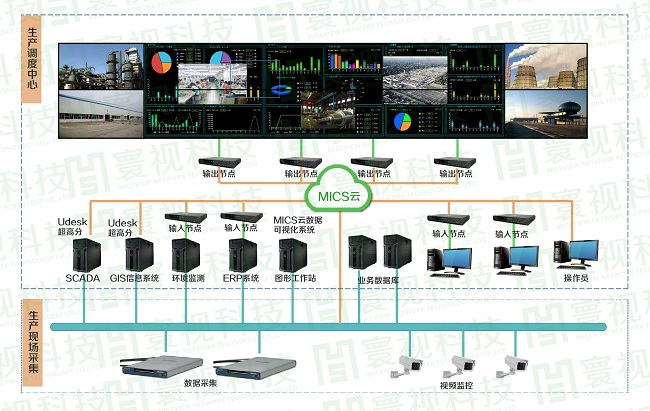 生产调度中心
输出节点
输出节点
输出节点
输出节点
MICS云
Udesk
超高分
Udesk
超高分
输入节点
输入节点
MICS云数据
可视化系统
输入节点
输入节点
SCADA
GIS信息系统
环境监测
ERP系统
图形工作站
业务数据库
操作员
生产现场采集
数据采集
视频监控
寰视科技